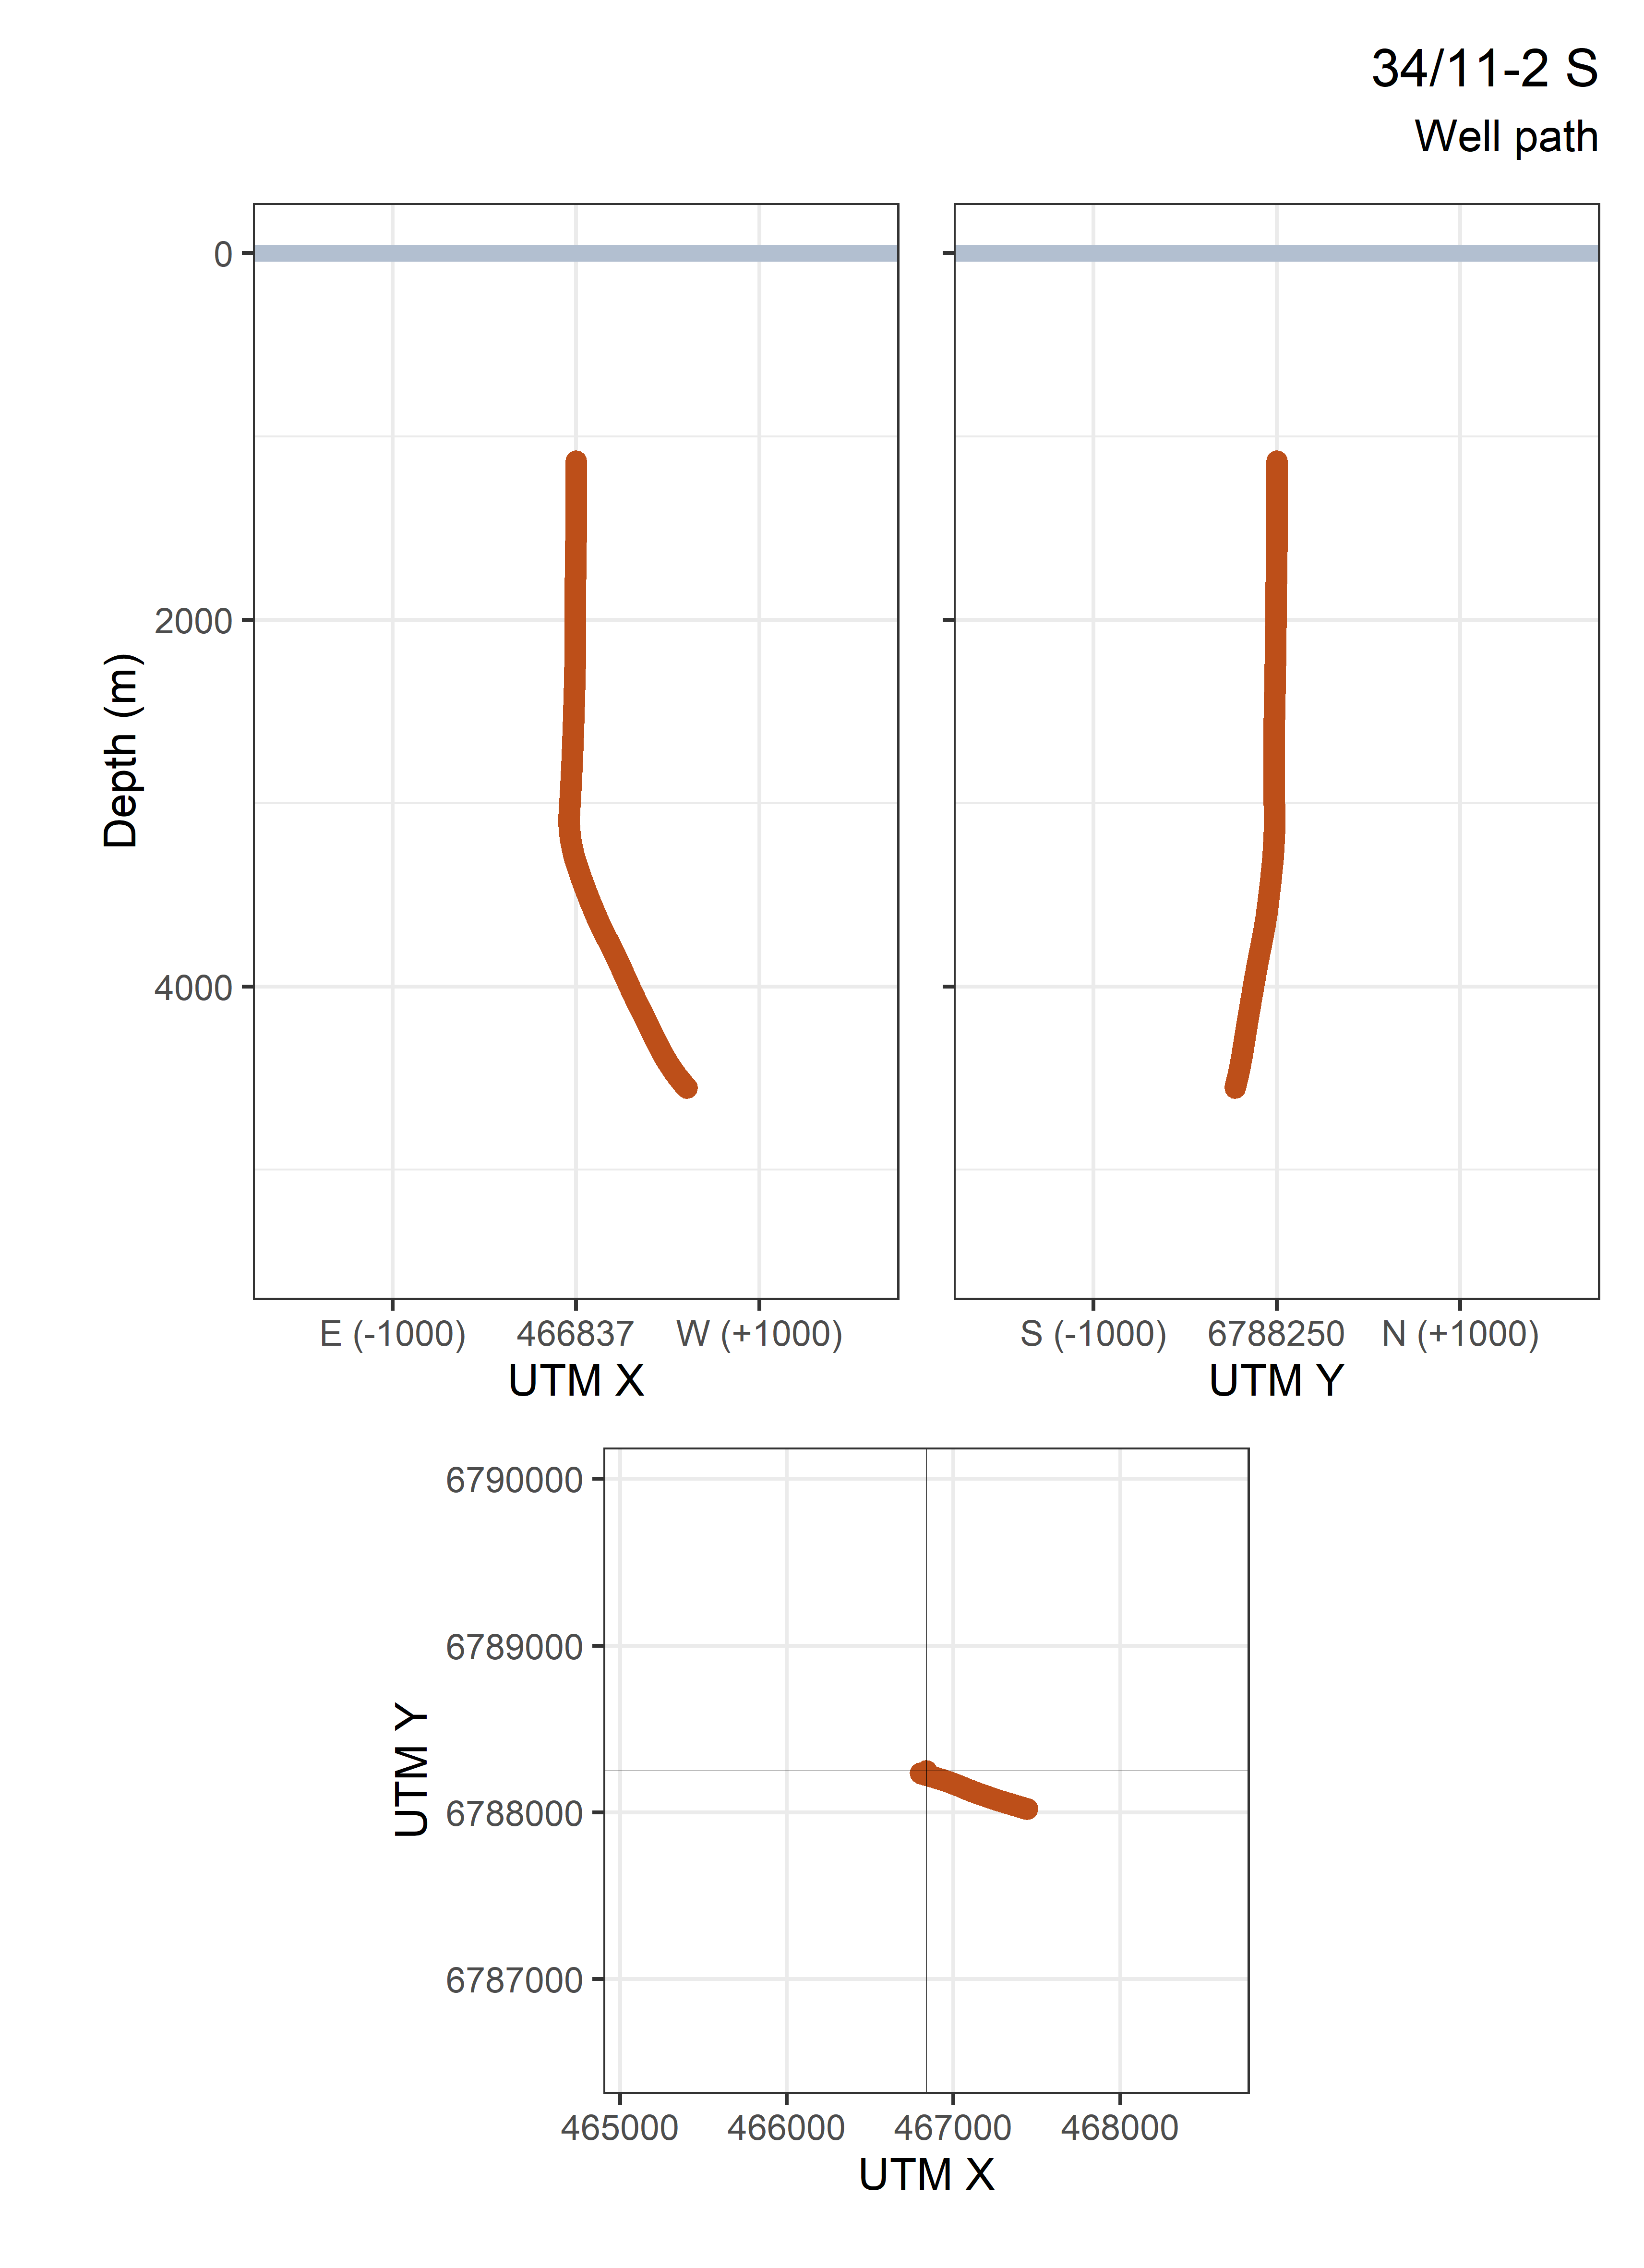 34/11-2 S
Well path
0
2000
4000
Depth (m)
E (-1000) 466837 W (+1000)
UTM X
S (-1000) 6788250 N (+1000)
UTM Y
6790000
6789000
6788000
6787000
UTM Y
465000 466000 467000 468000
UTM X